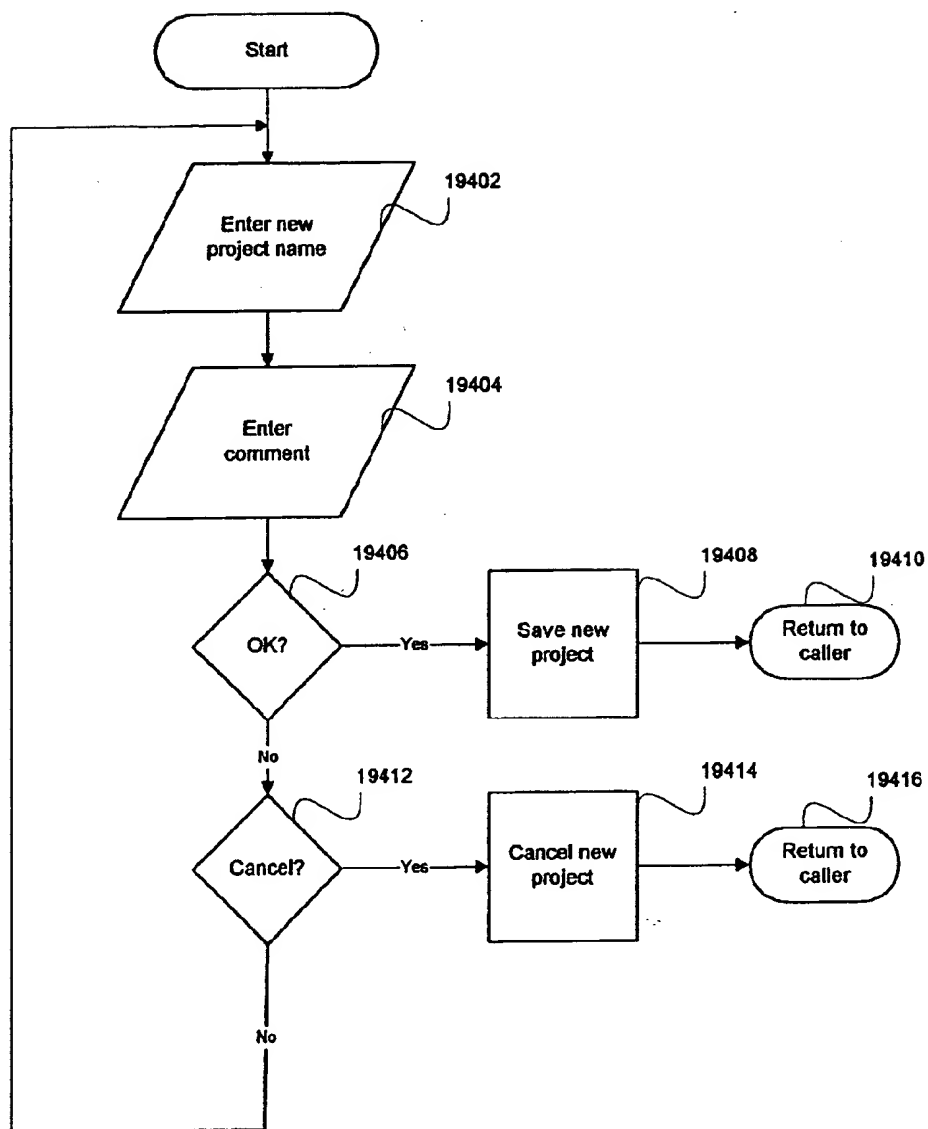 Start
19402
Enter new
project name
19404
Enter
comment
19406
OK?
Yes
19408
Save new
project
19410
Return to
caller
No
19412
Cancel?
Yes
19414
Cancel new
project
19416
Return to
caller
No